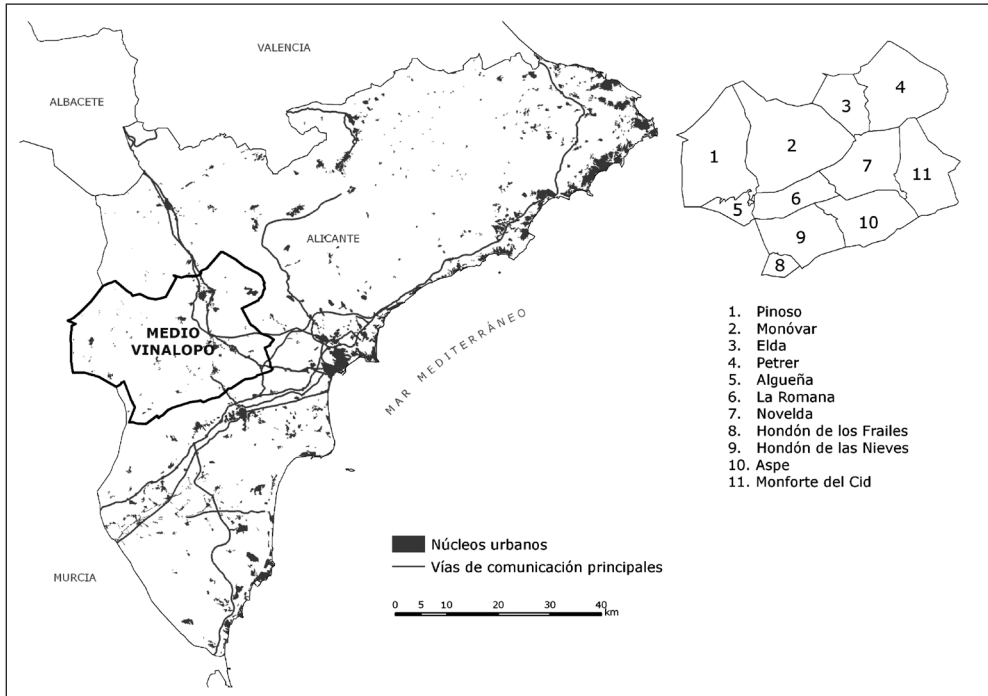 VALENCIA
ALBACETE
ALICANTE
MEDIO
VINALOPÓ
MAR MEDITERRÁNEO
MURCIA
1
2
3
4
5
6
7
8
9
10
11
1. Pinoso
2. Monóvar
3. Elda
4. Petrer
5. Algueña
6. La Romana
7. Novelda
8. Hondón de los Frailes
9. Hondón de las Nieves
10. Aspe
11. Monforte del Cid
Núcleos urbanos
Vías de comunicación principales
0 5 10 20 30 40
km